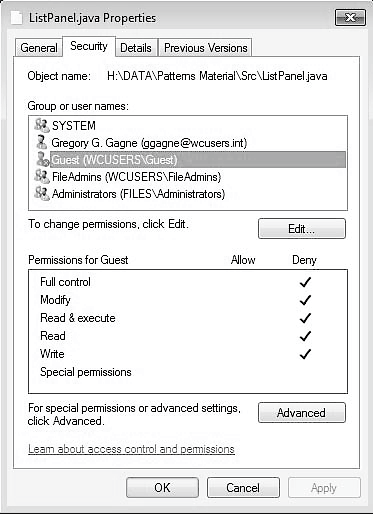 ListPanel.java Properties
General Security Details Previous Versions
Object name: H:\DATA\Patterns Material\Src\ListPanel.java
Group or user names:
SYSTEM
Gregory G. Gagne (ggagne@wcusers.int)
Guest (WCUSERS\Guest)
FileAdmins (WCUSERS\FileAdmins)
Administrators (FILES\Administrators)
To change permissions, click Edit.
Edit...
Permissions for Guest Allow Deny
Full control
Modify
Read & execute
Read
Write
Special permissions
For special permissions or advanced settings,
click Advanced.
Advanced
Learn about access control and permissions
OK Cancel Apply